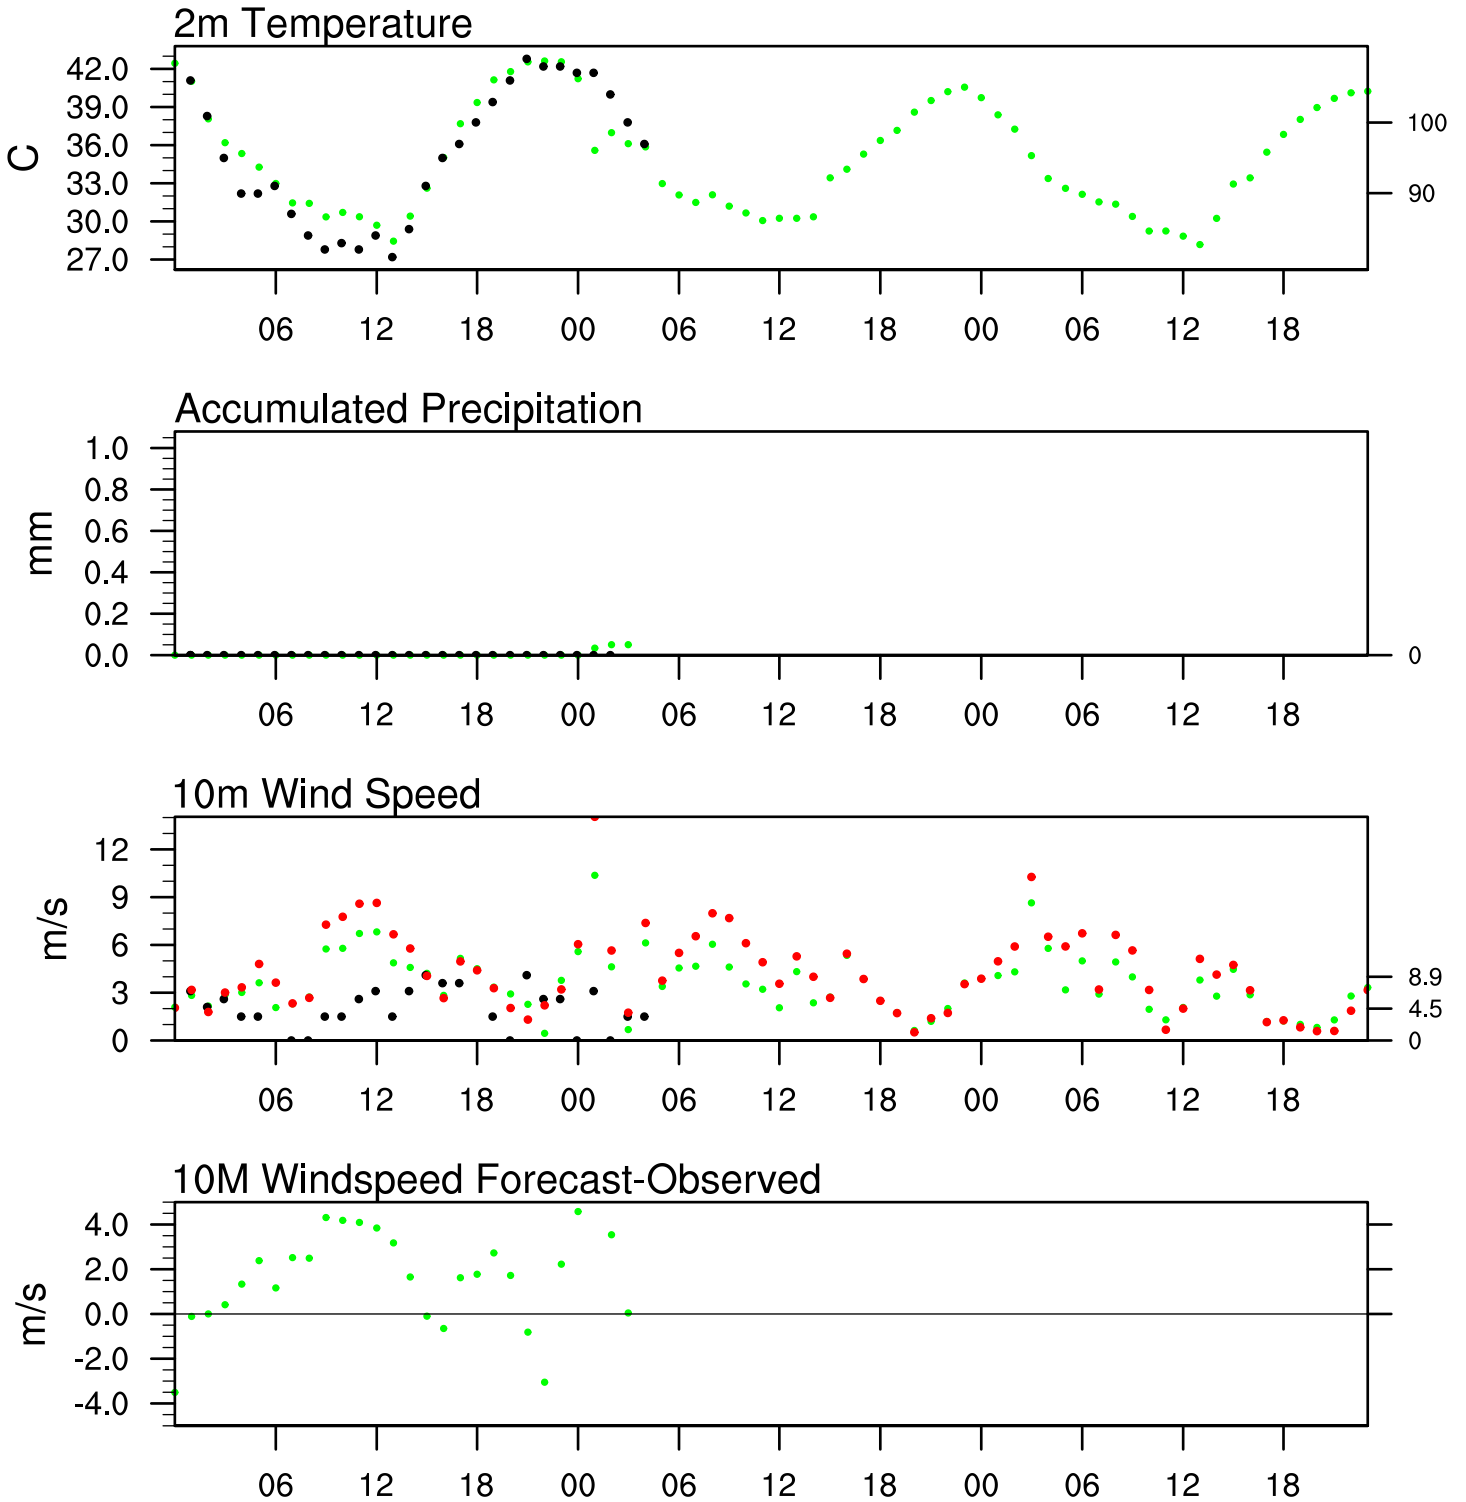 2m Temperature
42.0
39.0
36.0
33.0
30.0
27.0
C
100
90
06 12 18 00 06 12 18 00 06 12 18
Accumulated Precipitation
1.0
0.8
0.6
0.4
0.2
0.0
mm
0
06 12 18 00 06 12 18 00 06 12 18
10m Wind Speed
12
9
6
3
0
m/s
8.9
4.5
0
06 12 18 00 06 12 18 00 06 12 18
10M Windspeed Forecast-Observed
4.0
2.0
0.0
-2.0
-4.0
m/s
06 12 18 00 06 12 18 00 06 12 18